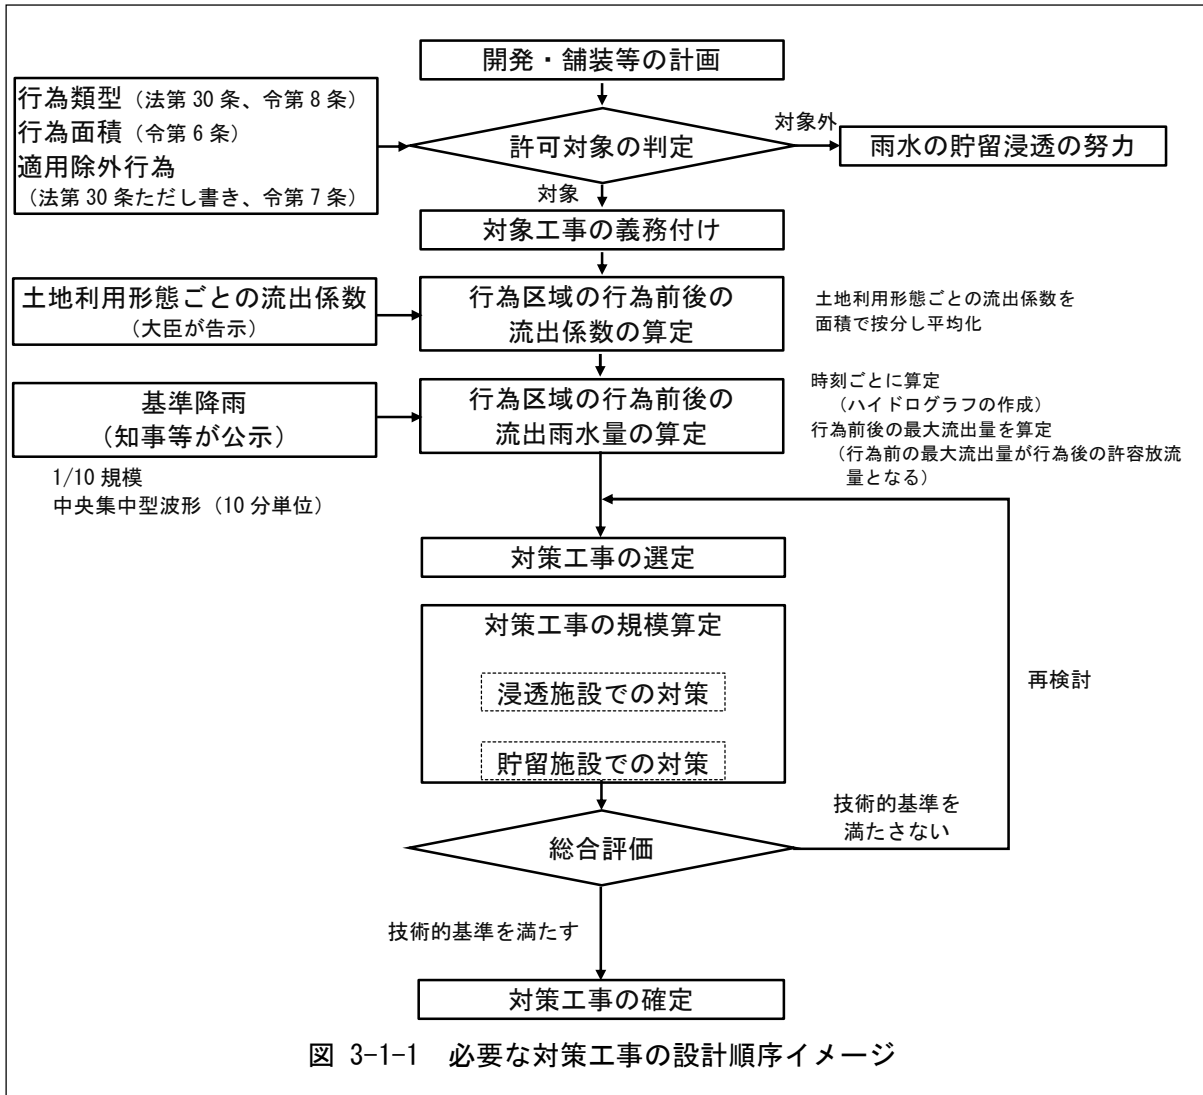 開発・舗装等の計画
行為類型（法第 30 条、令第 8 条）
行為面積（令第 6 条）
適用除外行為
（法第 30 条ただし書き、令第 7 条）
許可対象の判定
対象外
雨水の貯留浸透の努力
対象
対象工事の義務付け
土地利用形態ごとの流出係数
（大臣が告示）
行為区域の行為前後の
流出係数の算定
土地利用形態ごとの流出係数を
面積で按分し平均化
基準降雨
（知事等が公示）
1/10 規模
中央集中型波形（10 分単位）
行為区域の行為前後の
流出雨水量の算定
時刻ごとに算定
（ハイドログラフの作成）
行為前後の最大流出量を算定
（行為前の最大流出量が行為後の許容放流
量となる）
対策工事の選定
対策工事の規模算定
浸透施設での対策
貯留施設での対策
再検討
総合評価
技術的基準を
満たさない
技術的基準を満たす
対策工事の確定
図 3-1-1　必要な対策工事の設計順序イメージ